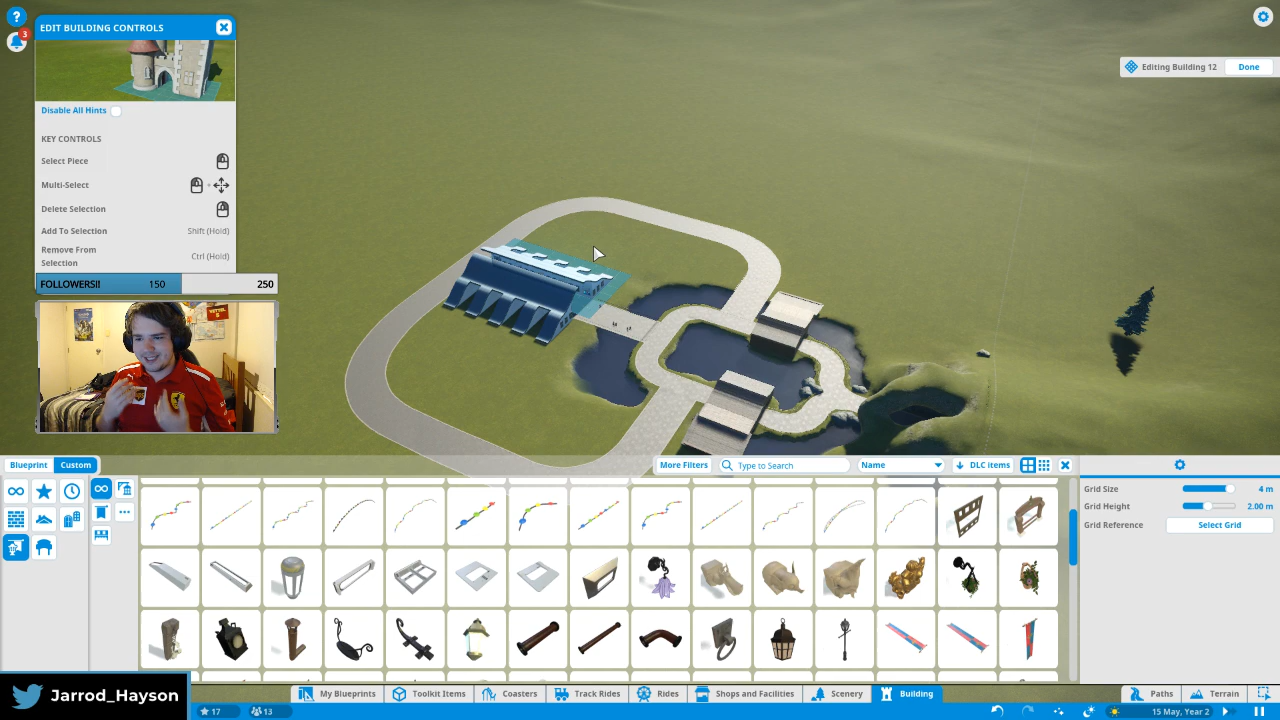 ?
3
EDIT BUILDING CONTROLS
Disable All Hints
KEY CONTROLS
Select Piece
Multi-Select
Delete Selection
Add To Selection Shift (Hold)
Remove From Selection Ctrl (Hold)
FOLLOWERS!! 150 250
Editing Building 12 Done
Blueprint Custom
More Filters Type to Search Name DLC items
Grid Size 4 m
Grid Height 2.00 m
Grid Reference Select Grid
Jarrod_Hayson
My Blueprints Toolkit Items Coasters Track Rides Rides Shops and Facilities Scenery Building Paths Terrain
17 13 15 May, Year 2